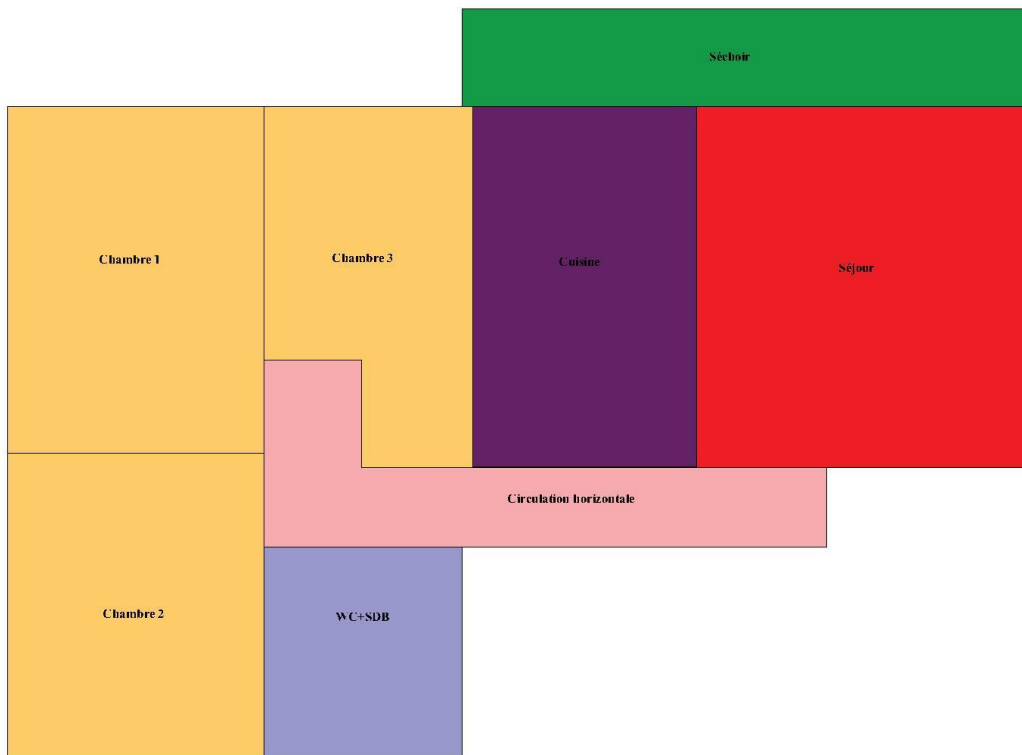 Séchoir
Chambre 1
Chambre 3
Cuisine
Séjour
Circulation horizontale
Chambre 2
WC+SDB